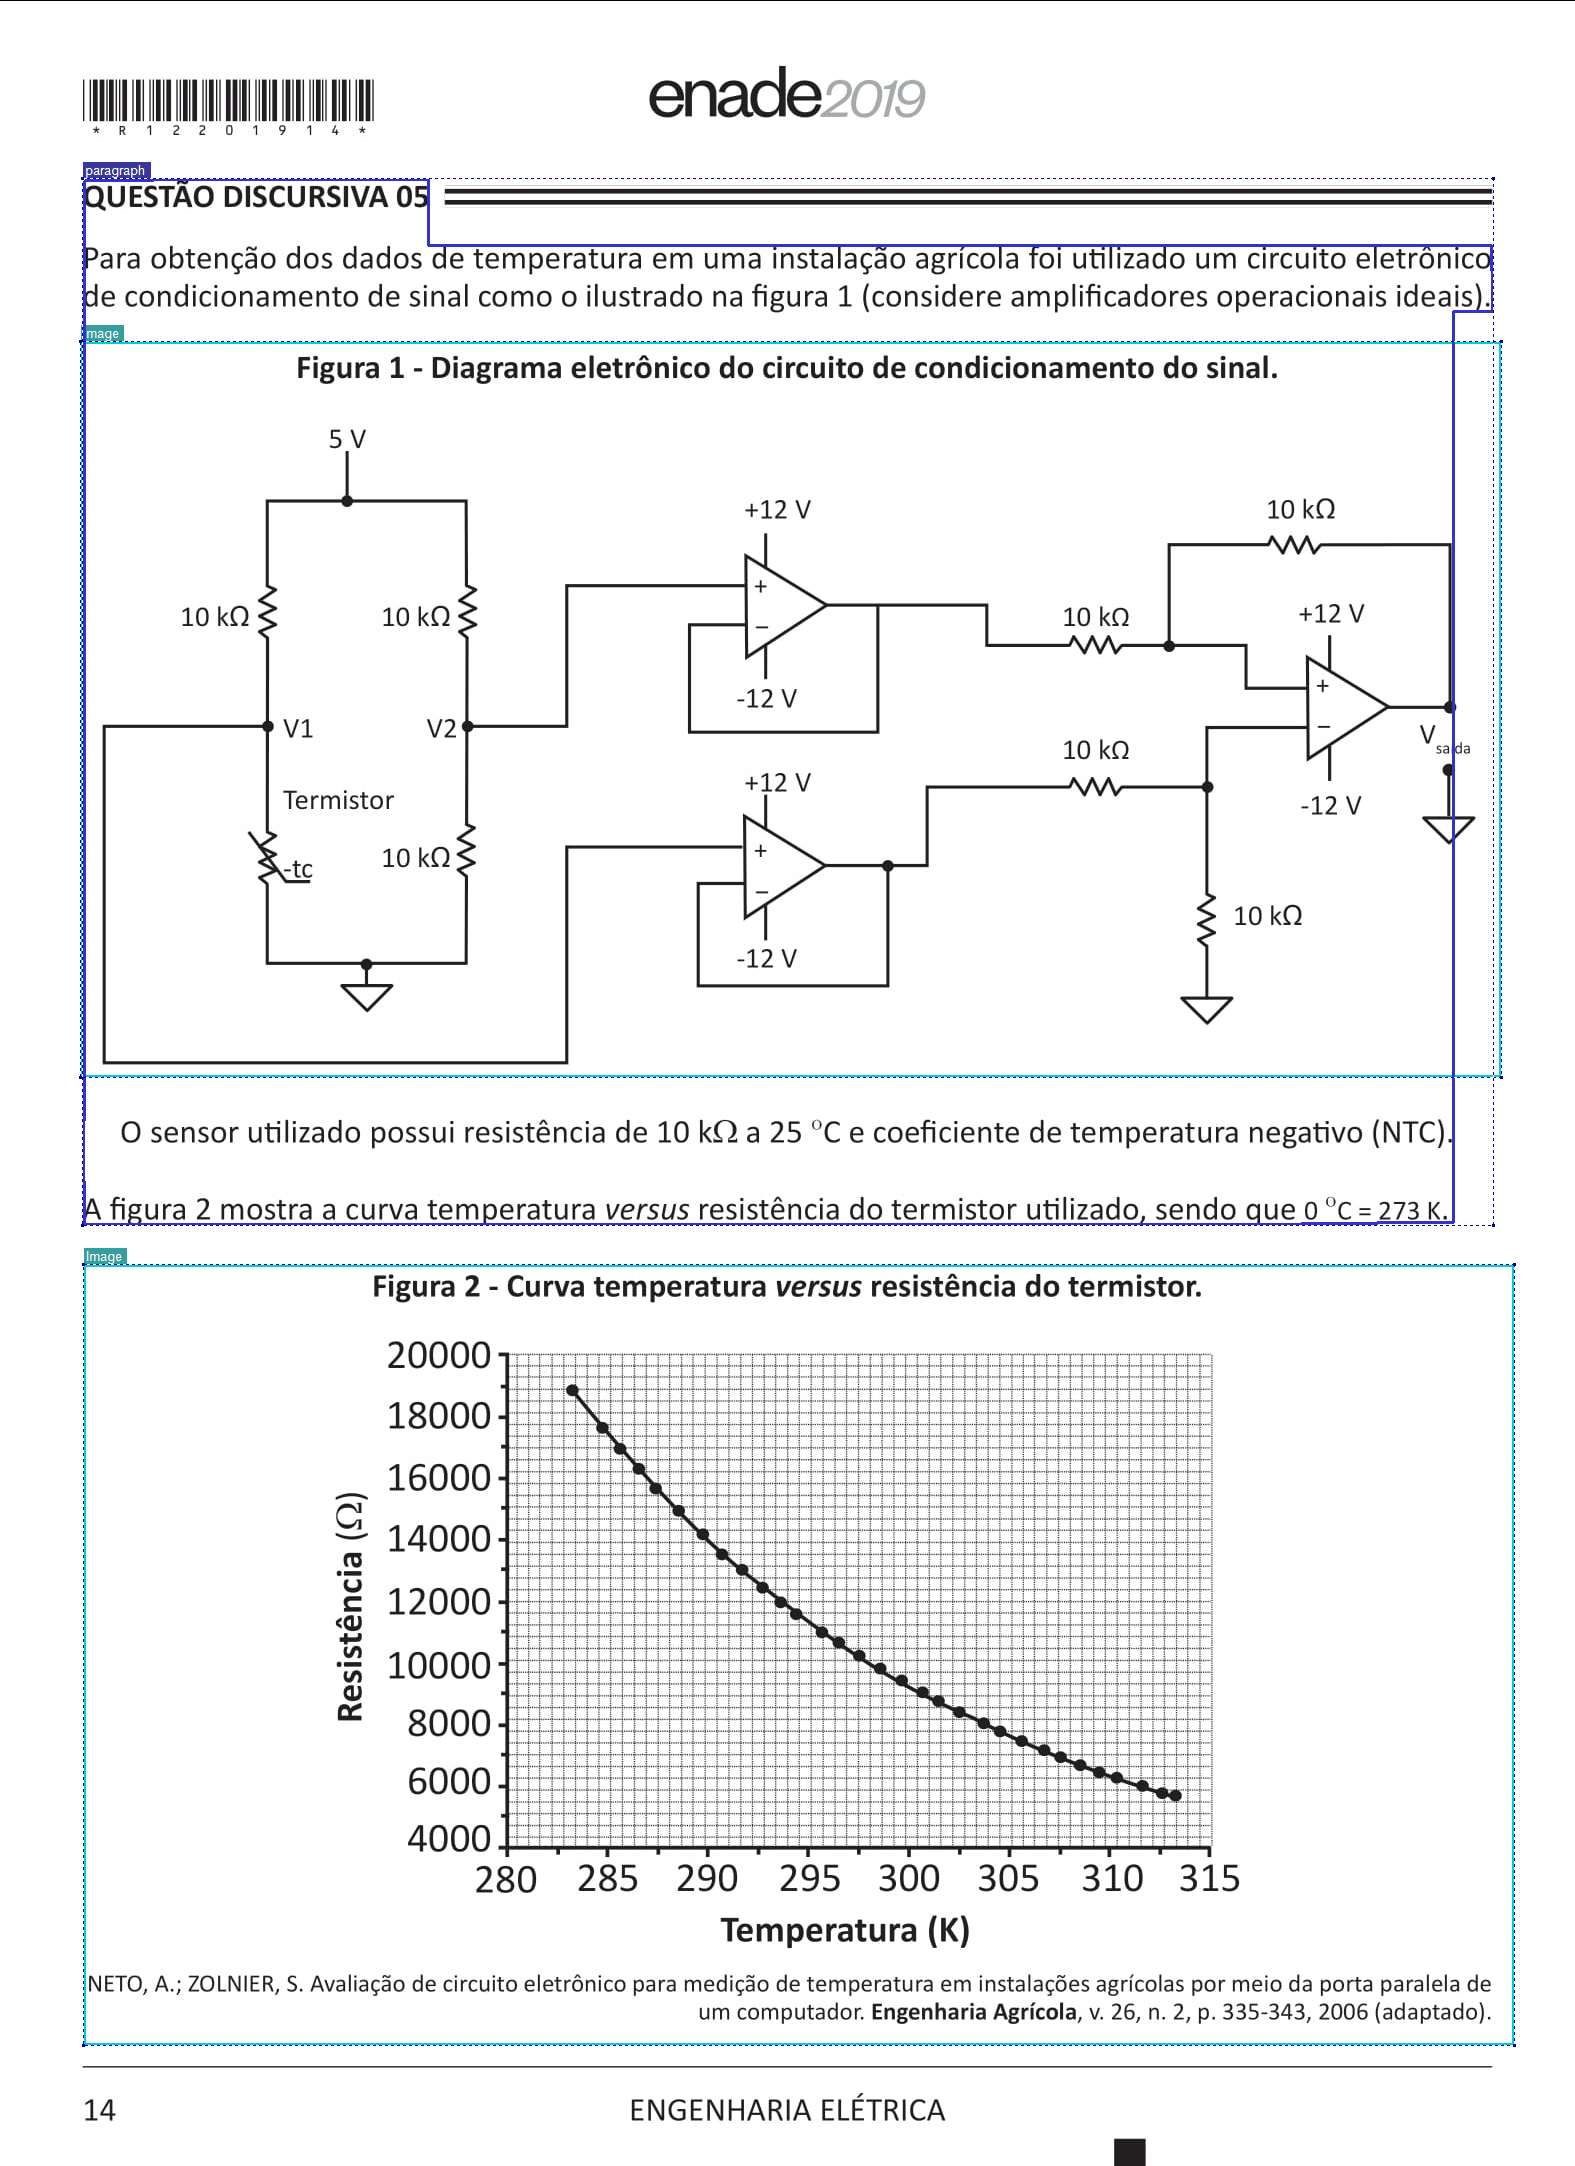 * R 1 2 2 0 1 9 1 4 *
enade2019
paragraph
QUESTÃO DISCURSIVA 05
Para obtenção dos dados de temperatura em uma instalação agrícola foi utilizado um circuito eletrônico
de condicionamento de sinal como o ilustrado na figura 1 (considere amplificadores operacionais ideais).
mage
Figura 1 - Diagrama eletrônico do circuito de condicionamento do sinal.
5 V
+12 V
10 kΩ
10 kΩ
10 kΩ
+
10 kΩ
+12 V
–
-12 V
+
V1
V2
–
V saída
10 kΩ
Termistor
+12 V
-12 V
+
10 kΩ
-tc
–
10 kΩ
-12 V
O sensor utilizado possui resistência de 10 kΩ a 25 °C e coeficiente de temperatura negativo (NTC).
A figura 2 mostra a curva temperatura versus resistência do termistor utilizado, sendo que 0 °C = 273 K.
Image
Figura 2 - Curva temperatura versus resistência do termistor.
20000
18000
16000
14000
12000
10000
8000
6000
4000
Resistência (Ω)
280 285 290 295 300 305 310 315
Temperatura (K)
NETO, A.; ZOLNIER, S. Avaliação de circuito eletrônico para medição de temperatura em instalações agrícolas por meio da porta paralela de
um computador. Engenharia Agrícola, v. 26, n. 2, p. 335-343, 2006 (adaptado).
14
ENGENHARIA ELÉTRICA